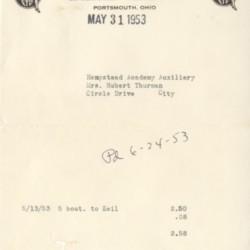 PORTSMOUTH, OHIO
MAY 31 1953
Hempstead Academy Auxiliary
Mrs. Hubert Thurman
Circle Drive City
Pd 6-24-53
5/13/53 5 bout. to Zeil 2.50
.08
2.58